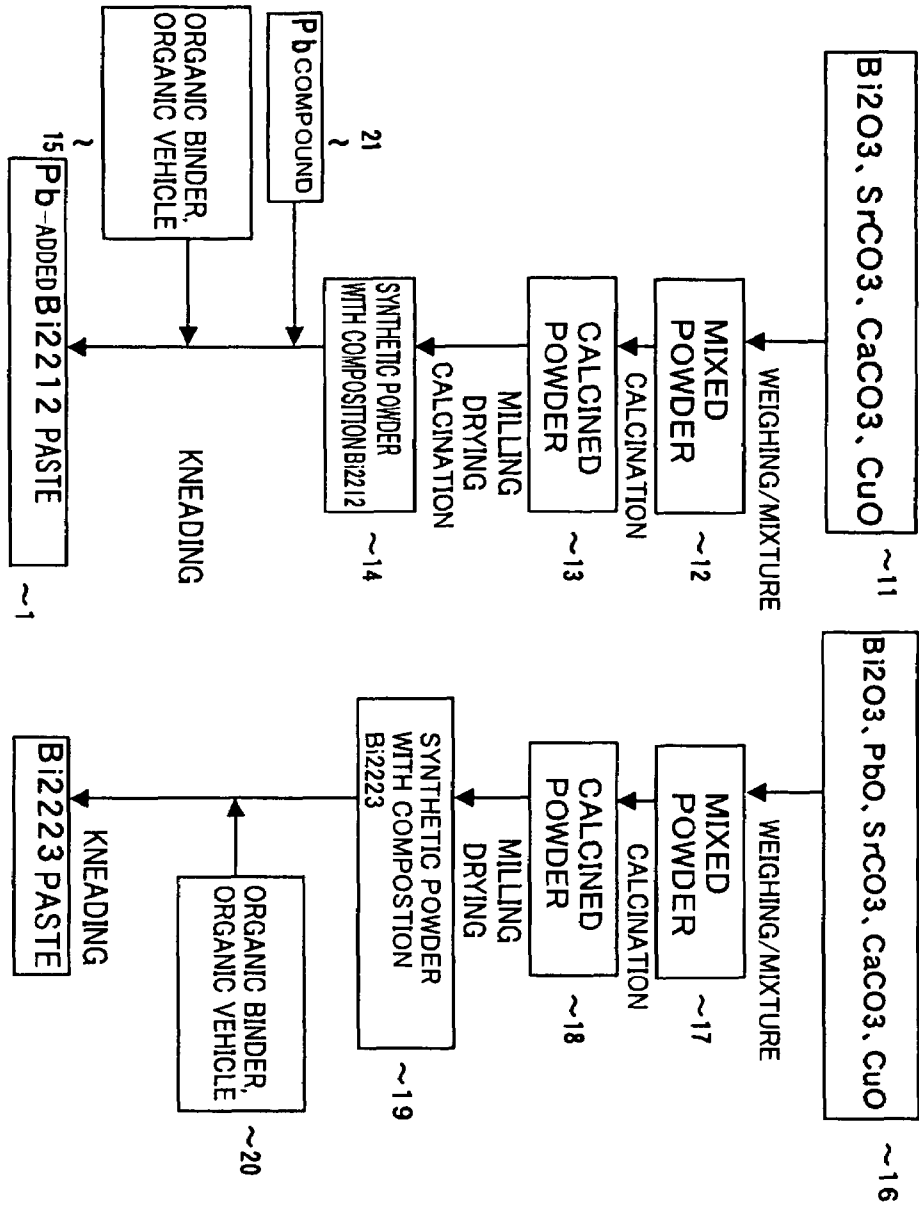 Bi2O3、SrCO3、CaCO3、CuO
~11
WEIGHING/MIXTURE
MIXED
POWDER
~12
CALCINATION
CALCINED
POWDER
~13
MILLING
DRYING
CALCINATION
SYNTHETIC POWDER
WITH COMPOSITION Bi2212
~14
Pb COMPOUND
21
~
ORGANIC BINDER,
ORGANIC VEHICLE
~
15
KNEADING
Pb-ADDED Bi2212 PASTE
~1
Bi2O3、PbO、SrCO3、CaCO3、CuO
~16
WEIGHING/MIXTURE
MIXED
POWDER
~17
CALCINATION
CALCINED
POWDER
~18
MILLING
DRYING
SYNTHETIC POWDER
WITH COMPOSTION
Bi2223
~19
ORGANIC BINDER,
ORGANIC VEHICLE
~20
KNEADING
Bi2223 PASTE